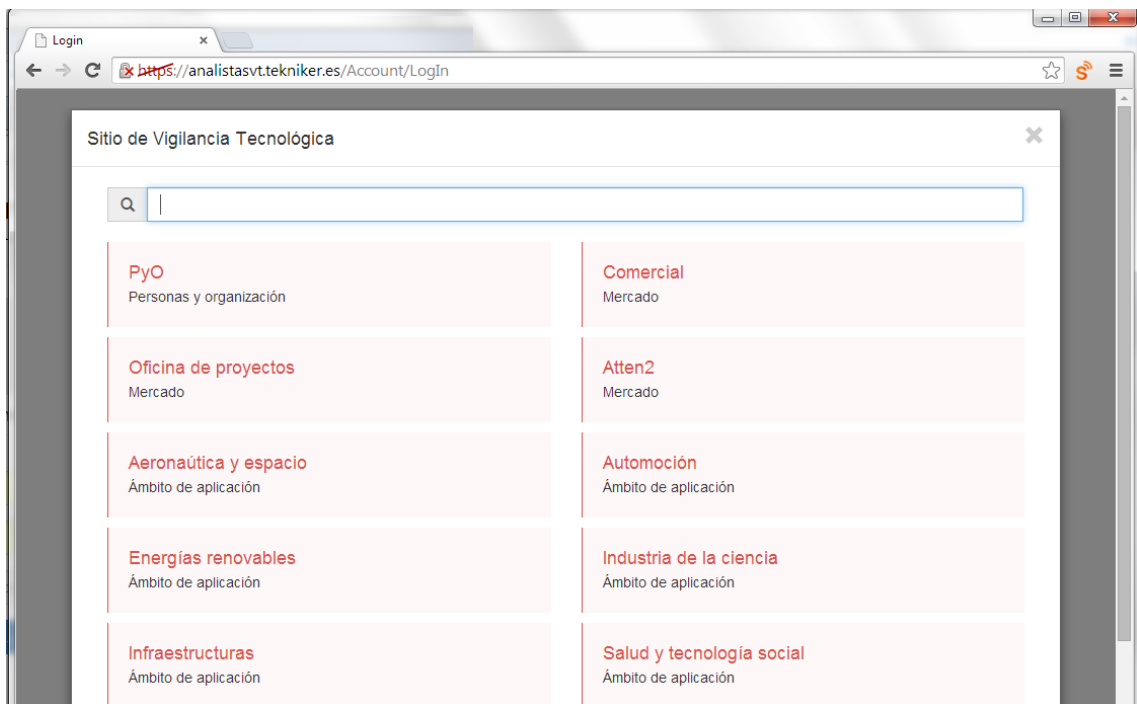 Login
https://analistasvt.tekniker.es/Account/LogIn
Sitio de Vigilancia Tecnológica
PyO
Personas y organización
Comercial
Mercado
Oficina de proyectos
Mercado
Atten2
Mercado
Aeronaútica y espacio
Ámbito de aplicación
Automoción
Ámbito de aplicación
Energías renovables
Ámbito de aplicación
Industria de la ciencia
Ámbito de aplicación
Infraestructuras
Ámbito de aplicación
Salud y tecnología social
Ámbito de aplicación